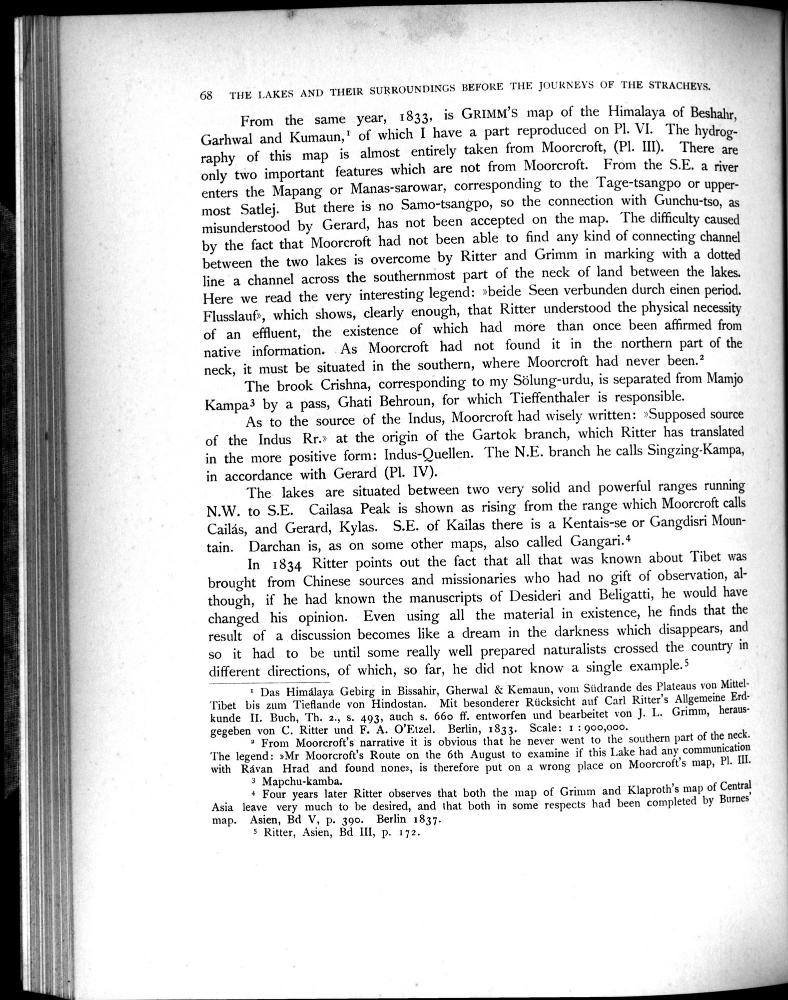 68 THE LAKES AND THEIR SURROUNDINGS BEFORE THE JOURNEYS OF THE STRACHEYS.
From the same year, 1833, is GRIMM'S map of the Himalaya of Beshahr,
Garhwal and Kumaun,¹ of which I have a part reproduced on Pl. VI. The hydrog-
raphy of this map is almost entirely taken from Moorcroft, (Pl. III). There are
only two important features which are not from Moorcroft. From the S.E. a river
enters the Mapang or Manas-sarowar, corresponding to the Tage-tsangpo or upper-
most Satlej. But there is no Samo-tsangpo, so the connection with Gunchu-tso, as
misunderstood by Gerard, has not been accepted on the map. The difficulty caused
by the fact that Moorcroft had not been able to find any kind of connecting channel
between the two lakes is overcome by Ritter and Grimm in marking with a dotted
line a channel across the southernmost part of the neck of land between the lakes.
Here we read the very interesting legend: »beide Seen verbunden durch einen period.
Flusslauf», which shows, clearly enough, that Ritter understood the physical necessity
of an effluent, the existence of which had more than once been affirmed from
native information. As Moorcroft had not found it in the northern part of the
neck, it must be situated in the southern, where Moorcroft had never been.²
The brook Crishna, corresponding to my Sölung-urdu, is separated from Mamjo
Kampa³ by a pass, Ghati Behroun, for which Tieffenthaler is responsible.
As to the source of the Indus, Moorcroft had wisely written: »Supposed source
of the Indus Rr.» at the origin of the Gartok branch, which Ritter has translated
in the more positive form: Indus-Quellen. The N.E. branch he calls Singzing-Kampa,
in accordance with Gerard (Pl. IV).
The lakes are situated between two very solid and powerful ranges running
N.W. to S.E. Cailasa Peak is shown as rising from the range which Moorcroft calls
Cailás, and Gerard, Kylas. S.E. of Kailas there is a Kentais-se or Gangdisri Moun-
tain. Darchan is, as on some other maps, also called Gangari.⁴
In 1834 Ritter points out the fact that all that was known about Tibet was
brought from Chinese sources and missionaries who had no gift of observation, al-
though, if he had known the manuscripts of Desideri and Beligatti, he would have
changed his opinion. Even using all the material in existence, he finds that the
result of a discussion becomes like a dream in the darkness which disappears, and
so it had to be until some really well prepared naturalists crossed the country in
different directions, of which, so far, he did not know a single example.⁵
¹ Das Himálaya Gebirg in Bissahir, Gherwal & Kemaun, vom Südrande des Plateaus von Mittel-
Tibet bis zum Tieflande von Hindostan. Mit besonderer Rücksicht auf Carl Ritter's Allgemeine Erd-
kunde II. Buch, Th. 2., s. 493, auch s. 660 ff. entworfen und bearbeitet von J. L. Grimm, heraus-
gegeben von C. Ritter und F. A. O'Etzel. Berlin, 1833. Scale: 1 : 900,000.
² From Moorcroft's narrative it is obvious that he never went to the southern part of the neck.
The legend: »Mr Moorcroft's Route on the 6th August to examine if this Lake had any communication
with Rávan Hrad and found none», is therefore put on a wrong place on Moorcroft's map, Pl. III.
³ Mapchu-kamba.
⁴ Four years later Ritter observes that both the map of Grimm and Klaproth's map of Central
Asia leave very much to be desired, and that both in some respects had been completed by Burnes'
map. Asien, Bd V, p. 390. Berlin 1837.
⁵ Ritter, Asien, Bd III, p. 172.